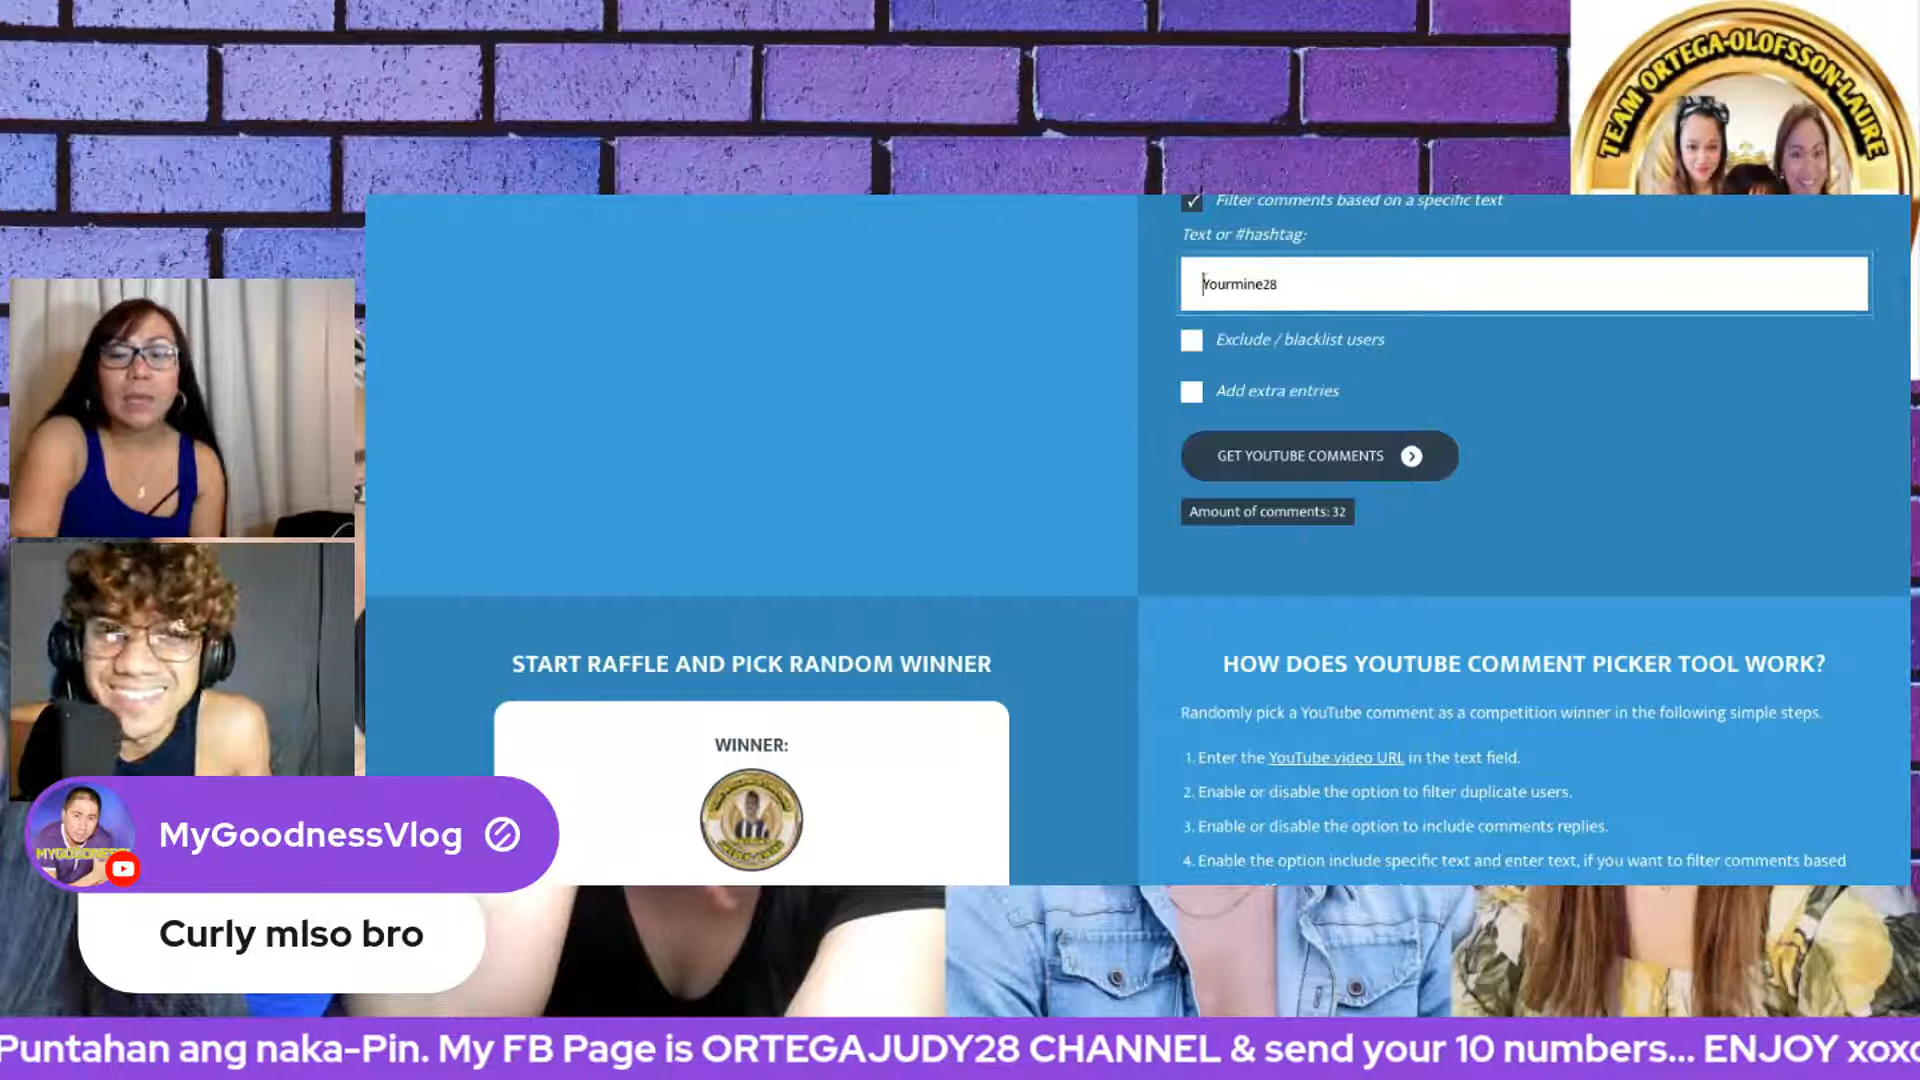 TEAM ORTEGA-OLOFSSON-LAURE
Filter comments based on a specific text
Text or #hashtag:
Yourmine28
Exclude / blacklist users
Add extra entries
GET YOUTUBE COMMENTS
Amount of comments: 32
START RAFFLE AND PICK RANDOM WINNER
WINNER:
HOW DOES YOUTUBE COMMENT PICKER TOOL WORK?
Randomly pick a YouTube comment as a competition winner in the following simple steps.
1. Enter the YouTube video URL in the text field.
2. Enable or disable the option to filter duplicate users.
3. Enable or disable the option to include comments replies.
4. Enable the option include specific text and enter text, if you want to filter comments based
MyGoodnessVlog
Curly mlso bro
Puntahan ang naka-Pin. My FB Page is ORTEGAJUDY28 CHANNEL & send your 10 numbers... ENJOY xoxo